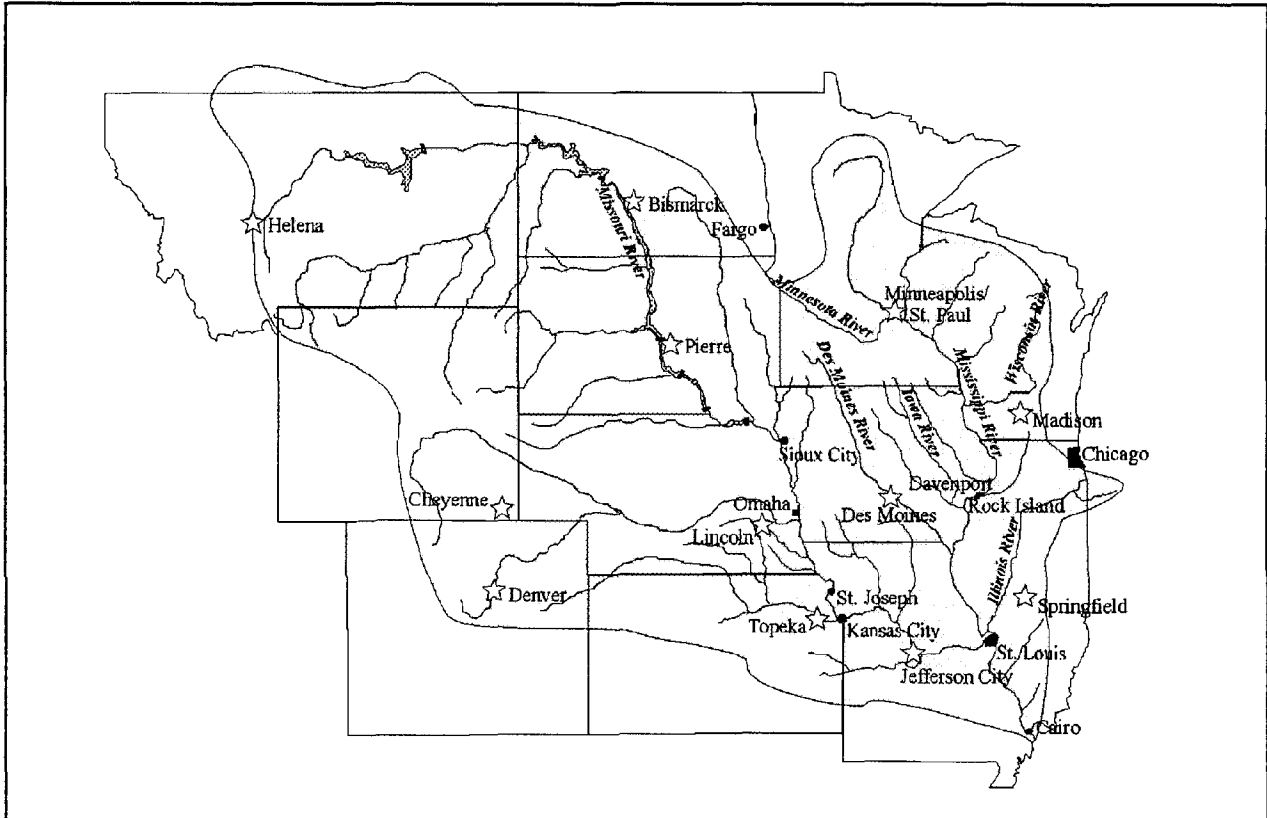 Helena
Missouri River
Bismarck
Fargo
Minnesota River
Minneapolis/
St. Paul
Wisconsin River
Pierre
Des Moines River
Mississippi River
Iowa River
Madison
Sioux City
Chicago
Cheyenne
Omaha
Davenport
Des Moines
Rock Island
Lincoln
Illinois River
Denver
St. Joseph
Springfield
Topeka
Kansas City
St. Louis
Jefferson City
Cairo